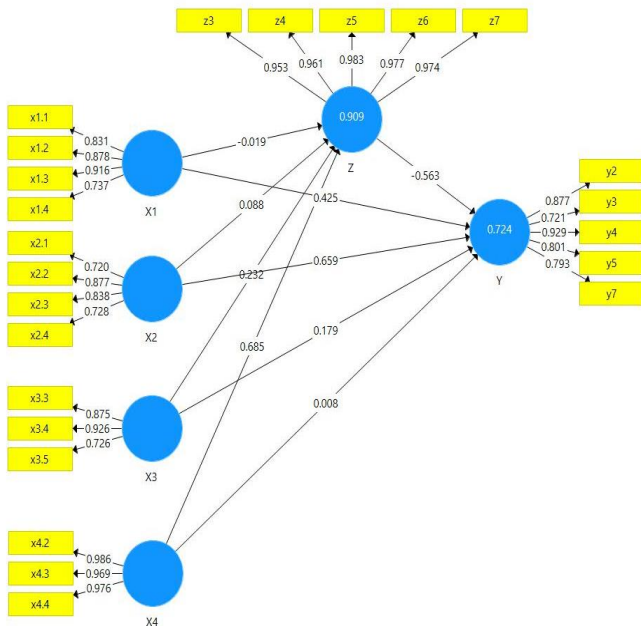 z3 z4 z5 z6 z7
0.953 0.961 0.983 0.977 0.974
0.909
Z
x1.1
x1.2
x1.3
x1.4
0.831
0.878
0.916
0.737
X1
-0.019
0.425
-0.563
y2
y3
y4
y5
y7
0.877
0.721
0.929
0.801
0.793
0.724
Y
x2.1
x2.2
x2.3
x2.4
0.720
0.877
0.838
0.728
X2
0.088
0.659
0.232
0.179
0.685
0.008
x3.3
x3.4
x3.5
0.875
0.926
0.726
X3
x4.2
x4.3
x4.4
0.986
0.969
0.976
X4